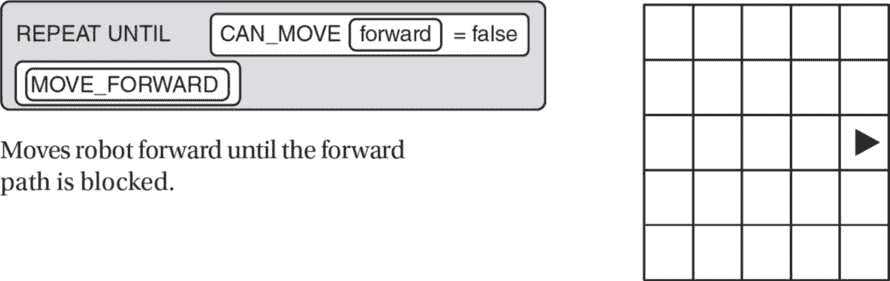 REPEAT UNTIL CAN_MOVE forward = false
MOVE_FORWARD
Moves robot forward until the forward
path is blocked.